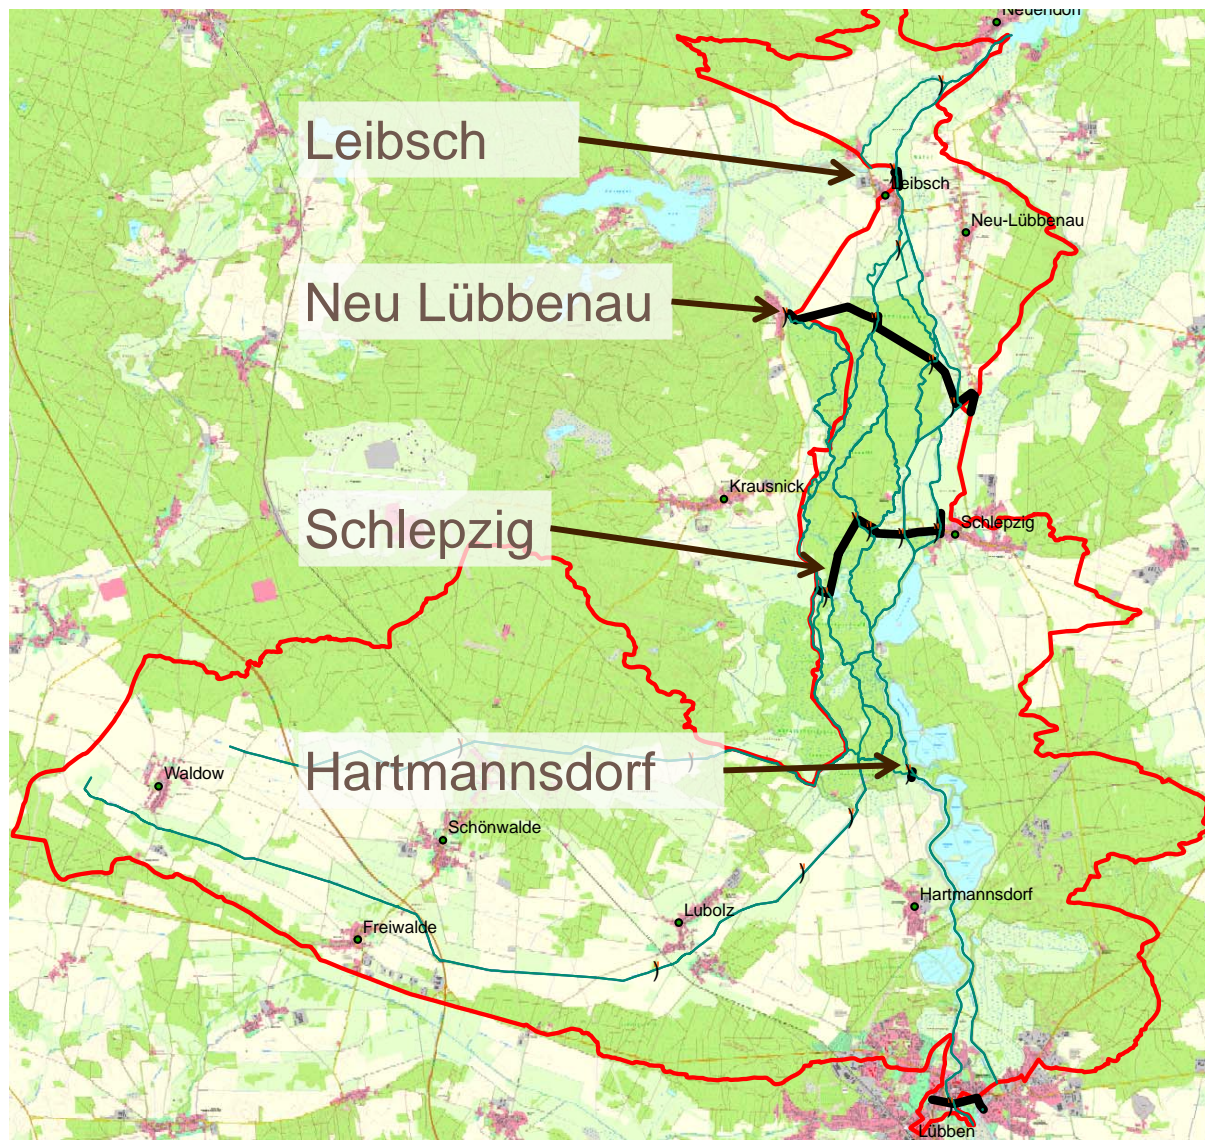 Neuendorf
Leibsch
Leibsch
Neu-Lübbenau
Neu Lübbenau
Krausnick
Schlepzig
Schlepzig
Hartmannsdorf
Waldow
Schönwalde
Hartmannsdorf
Lubolz
Freiwalde
Lübben